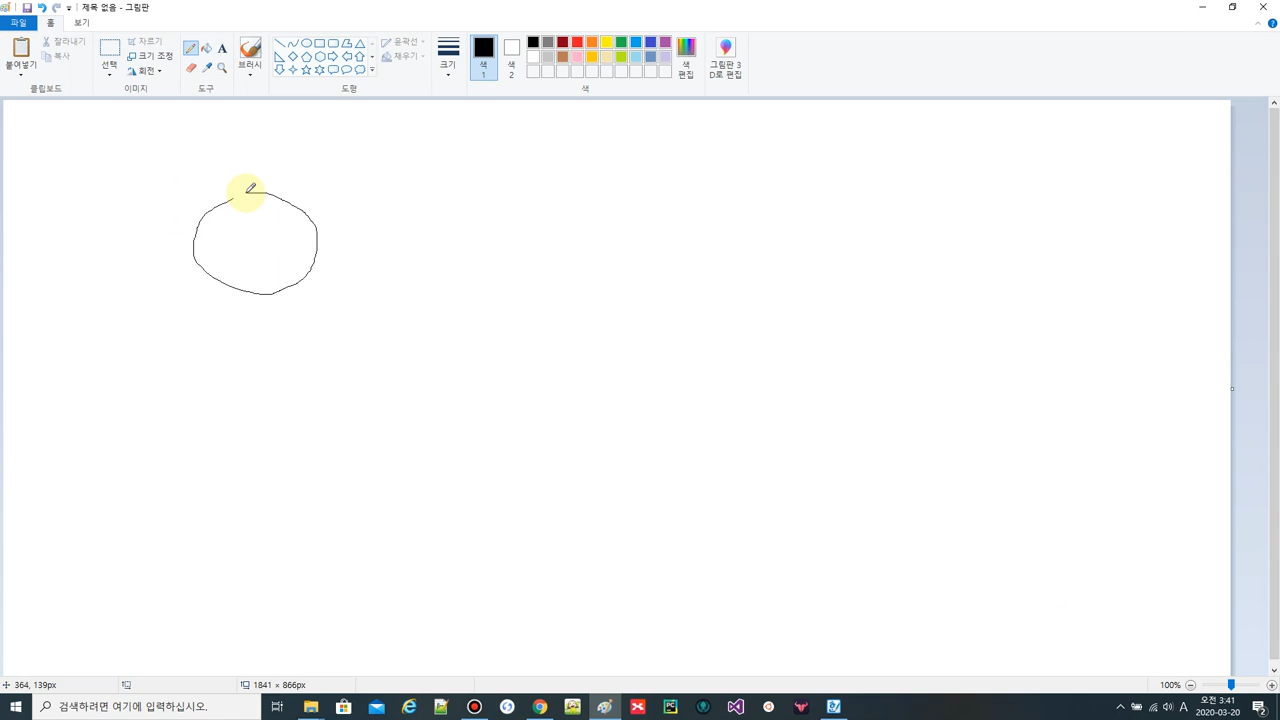 제목 없음 - 그림판
파일 홈 보기
붙여넣기
잘라내기
복사
클립보드
선택
자르기
크기 조정
회전
이미지
A
도구
브러시
윤곽선
채우기
도형
크기
색 1
색 2
색 편집
그림판 3D로 편집
색
364, 139px
1841 × 866px
100%
검색하려면 여기에 입력하십시오.
A
오전 3:41
2020-03-20
2